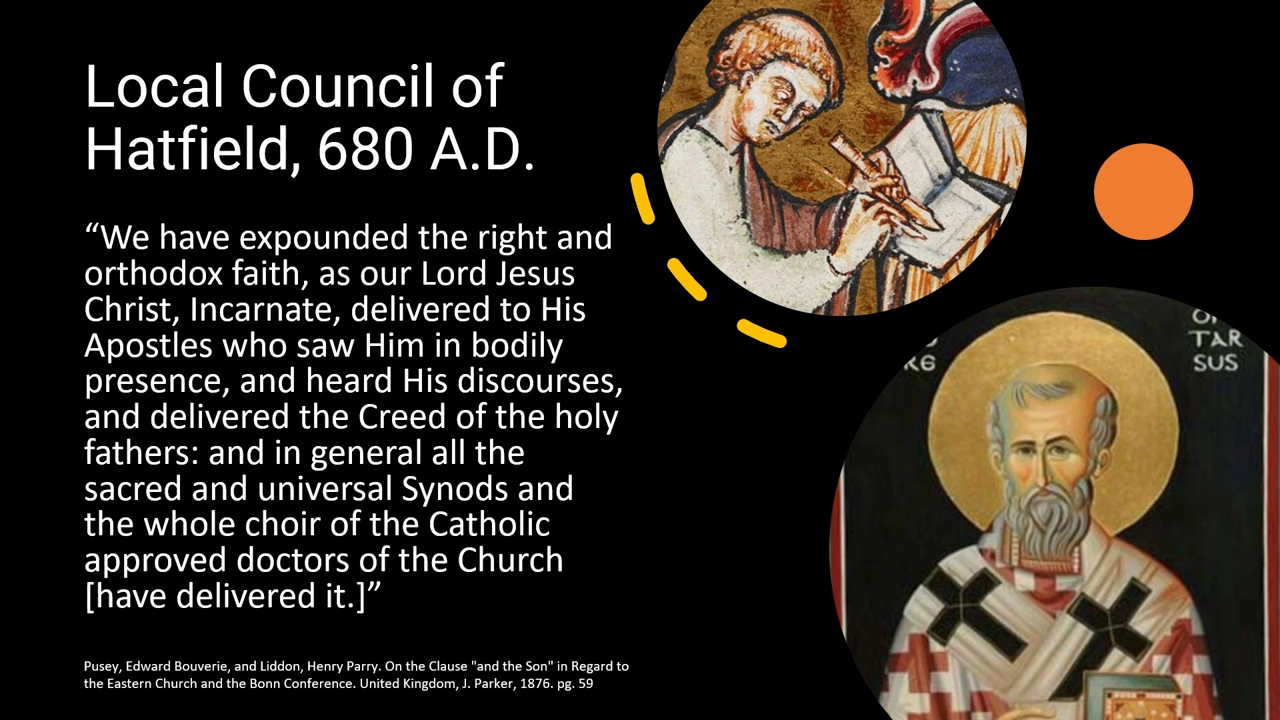 Local Council of
Hatfield, 680 A.D.
“We have expounded the right and
orthodox faith, as our Lord Jesus
Christ, Incarnate, delivered to His
Apostles who saw Him in bodily
presence, and heard His discourses,
and delivered the Creed of the holy
fathers: and in general all the
sacred and universal Synods and
the whole choir of the Catholic
approved doctors of the Church
[have delivered it.]”
Pusey, Edward Bouverie, and Liddon, Henry Parry. On the Clause "and the Son" in Regard to
the Eastern Church and the Bonn Conference. United Kingdom, J. Parker, 1876. pg. 59
TAR
SUS